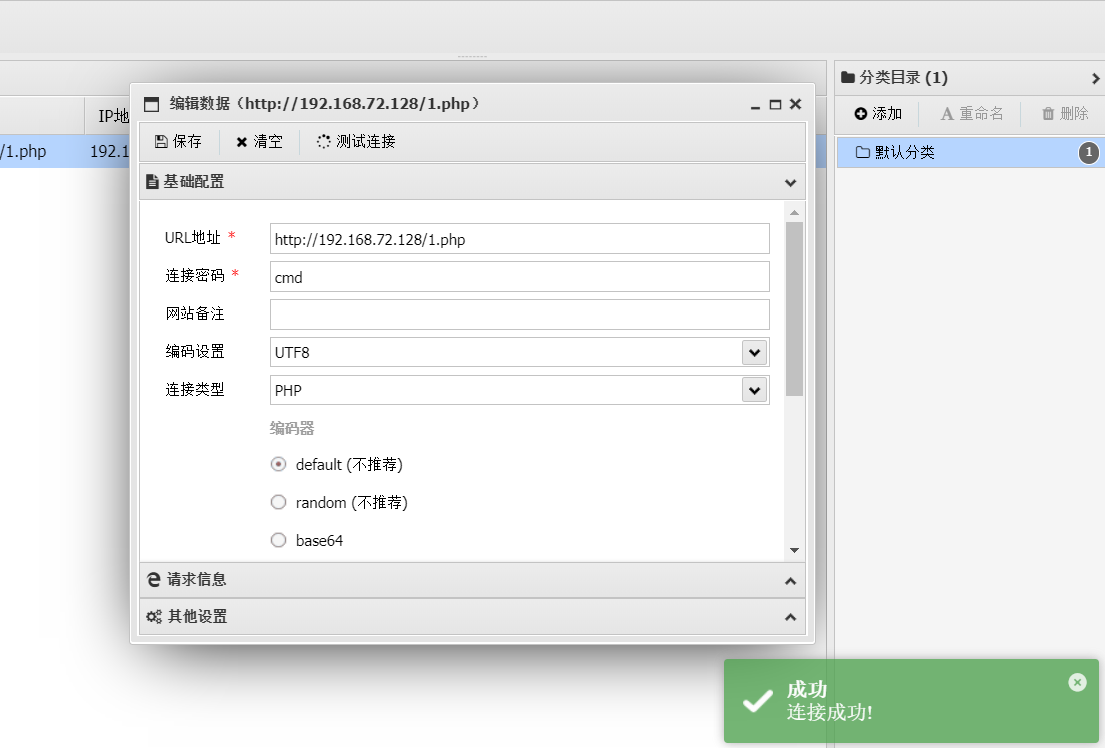 分类目录 (1)
添加
重命名
删除
默认分类
1
IP地
/1.php
192.1
编辑数据（http://192.168.72.128/1.php）
保存
清空
测试连接
基础配置
URL地址 *
http://192.168.72.128/1.php
连接密码 *
cmd
网站备注
编码设置
UTF8
连接类型
PHP
编码器
default (不推荐)
random (不推荐)
base64
请求信息
其他设置
成功
连接成功!